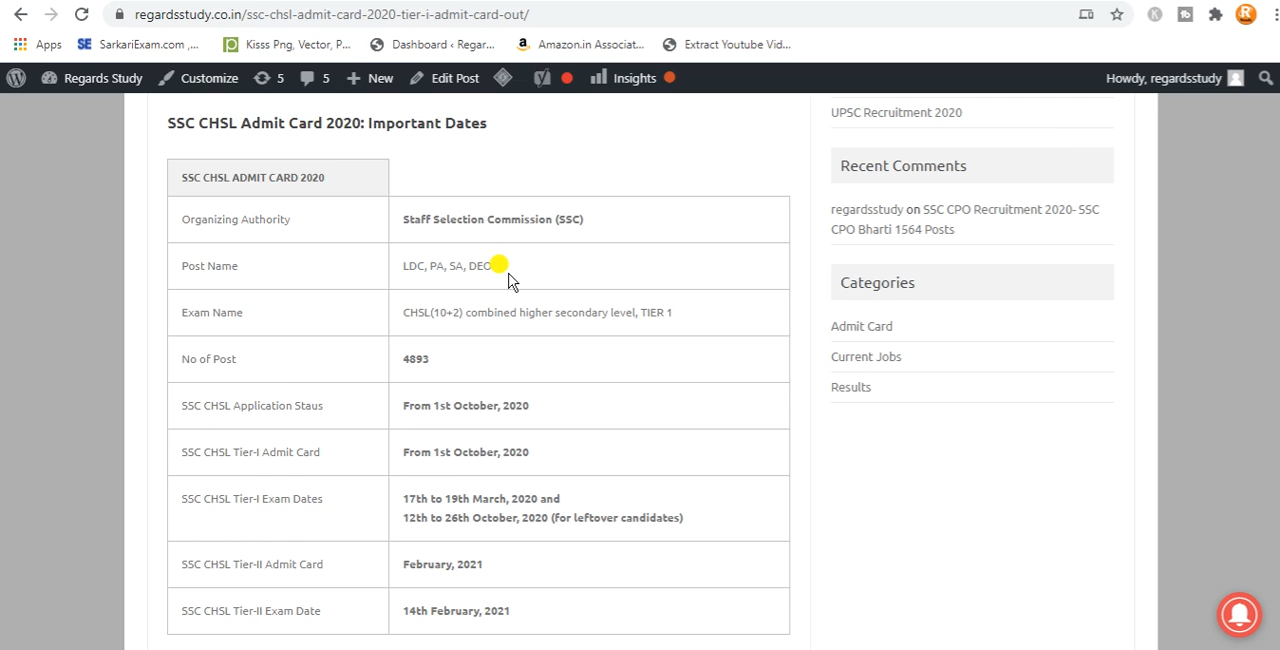 regardsstudy.co.in/ssc-chsl-admit-card-2020-tier-i-admit-card-out/
Apps
SE SarkariExam.com ,...
Kisss Png, Vector, P...
Dashboard ‹ Regar...
Amazon.in Associat...
Extract Youtube Vid...
Regards Study
Customize
5
5
New
Edit Post
Insights
Howdy, regardsstudy
SSC CHSL Admit Card 2020: Important Dates
SSC CHSL ADMIT CARD 2020
Organizing Authority
Staff Selection Commission (SSC)
Post Name
LDC, PA, SA, DEO
Exam Name
CHSL(10+2) combined higher secondary level, TIER 1
No of Post
4893
SSC CHSL Application Staus
From 1st October, 2020
SSC CHSL Tier-I Admit Card
From 1st October, 2020
SSC CHSL Tier-I Exam Dates
17th to 19th March, 2020 and
12th to 26th October, 2020 (for leftover candidates)
SSC CHSL Tier-II Admit Card
February, 2021
SSC CHSL Tier-II Exam Date
14th February, 2021
UPSC Recruitment 2020
Recent Comments
regardsstudy on SSC CPO Recruitment 2020- SSC
CPO Bharti 1564 Posts
Categories
Admit Card
Current Jobs
Results